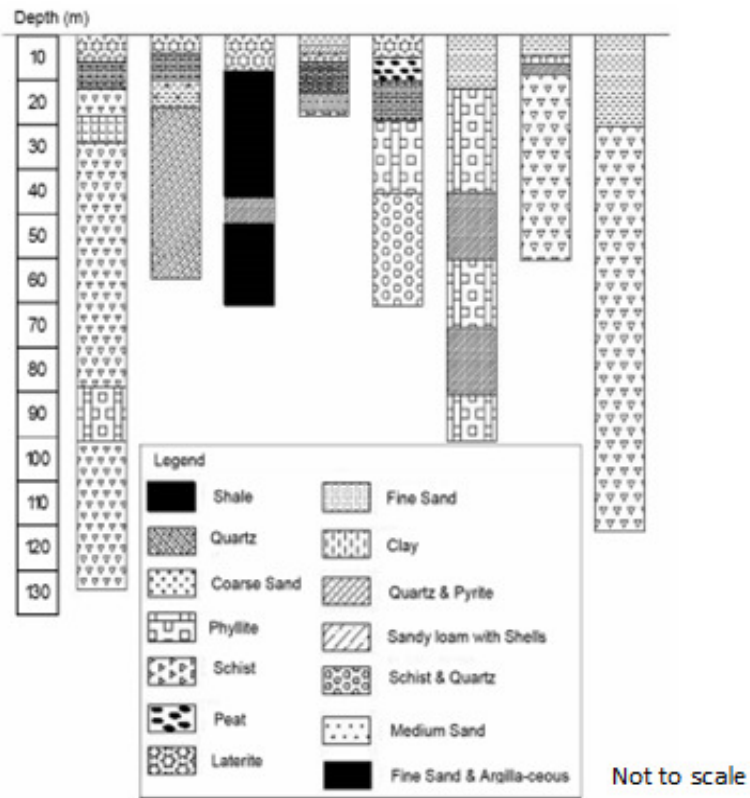 Depth (m)
10
20
30
40
50
60
70
80
90
100
110
120
130
Legend
Shale
Quartz
Coarse Sand
Phyllite
Schist
Peat
Laterite
Fine Sand
Clay
Quartz & Pyrite
Sandy loam with Shells
Schist & Quartz
Medium Sand
Fine Sand & Argilla-ceous
Not to scale